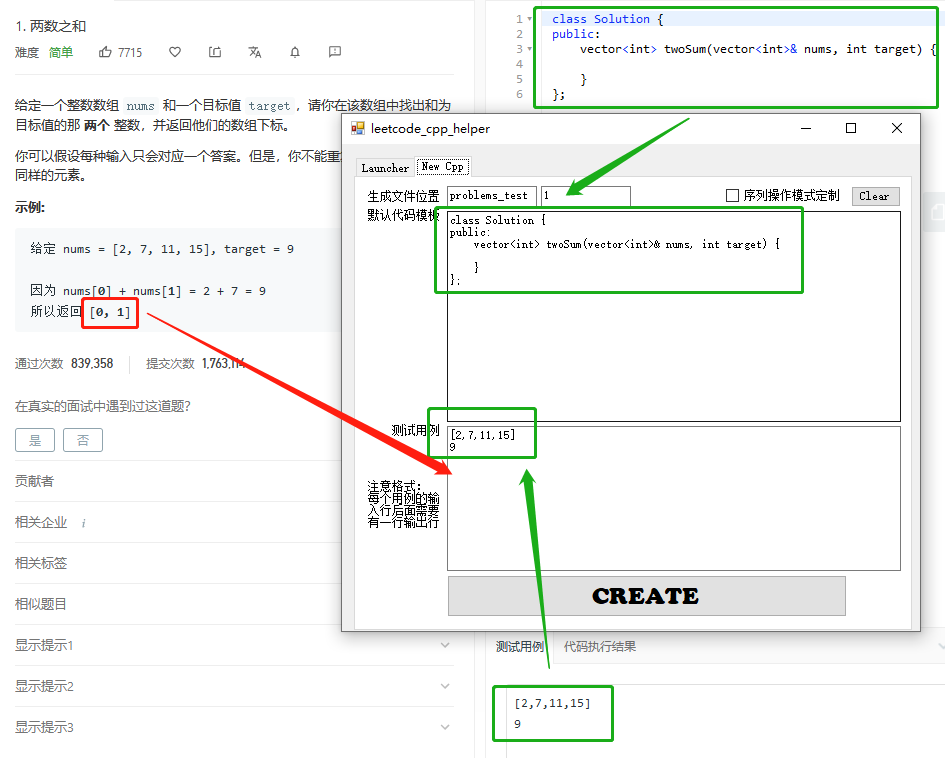 1. 两数之和
难度 简单 7715
给定一个整数数组 nums 和一个目标值 target ，请你在该数组中找出和为
目标值的那 两个 整数，并返回他们的数组下标。
你可以假设每种输入只会对应一个答案。但是，你不能重
同样的元素。
示例:
给定 nums = [2, 7, 11, 15], target = 9
因为 nums[0] + nums[1] = 2 + 7 = 9
所以返回 [0, 1]
通过次数 839,358 提交次数 1,763,114
在真实的面试中遇到过这道题?
是 否
贡献者
相关企业 i
相关标签
相似题目
显示提示1
显示提示2
显示提示3
1 class Solution {
2 public:
3 vector<int> twoSum(vector<int>& nums, int target) {
4
5 }
6 };
leetcode_cpp_helper
Launcher New Cpp
生成文件位置 problems_test 1 序列操作模式定制 Clear
默认代码模板
class Solution {
public:
vector<int> twoSum(vector<int>& nums, int target) {
}
};
测试用例
[2,7,11,15]
9
注意格式：
每个用例的输
入行后面需要
有一行输出行
CREATE
测试用例 代码执行结果
[2,7,11,15]
9